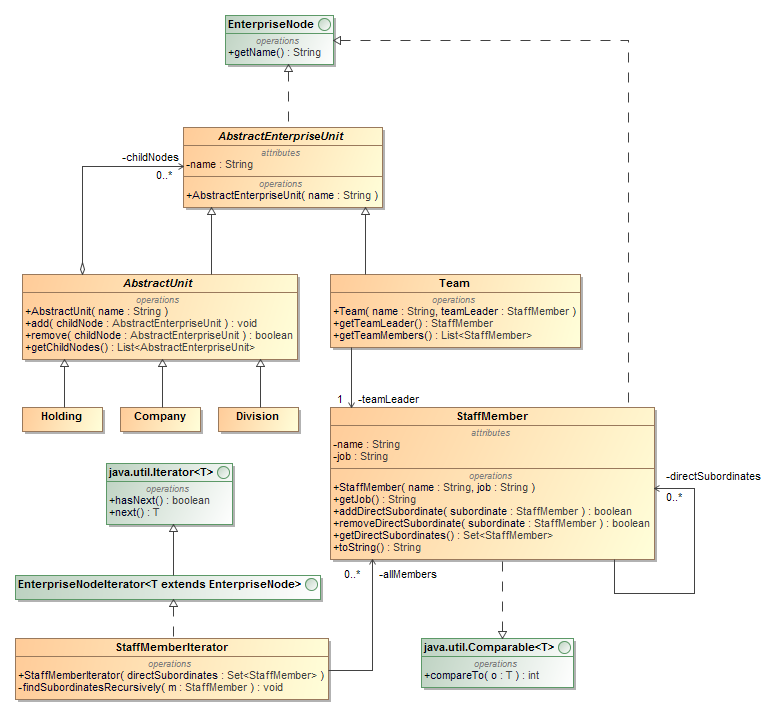 EnterpriseNode
operations
+getName() : String
AbstractEnterpriseUnit
attributes
-name : String
operations
+AbstractEnterpriseUnit( name : String )
-childNodes
0..*
AbstractUnit
operations
+AbstractUnit( name : String )
+add( childNode : AbstractEnterpriseUnit ) : void
+remove( childNode : AbstractEnterpriseUnit ) : boolean
+getChildNodes() : List<AbstractEnterpriseUnit>
Team
operations
+Team( name : String, teamLeader : StaffMember )
+getTeamLeader() : StaffMember
+getTeamMembers() : List<StaffMember>
1
-teamLeader
Holding
Company
Division
StaffMember
attributes
-name : String
-job : String
operations
+StaffMember( name : String, job : String )
+getJob() : String
+addDirectSubordinate( subordinate : StaffMember ) : boolean
+removeDirectSubordinate( subordinate : StaffMember ) : boolean
+getDirectSubordinates() : Set<StaffMember>
+toString() : String
-directSubordinates
0..*
java.util.Iterator<T>
operations
+hasNext() : boolean
+next() : T
EnterpriseNodeIterator<T extends EnterpriseNode>
0..*
-allMembers
StaffMemberIterator
operations
+StaffMemberIterator( directSubordinates : Set<StaffMember> )
-findSubordinatesRecursively( m : StaffMember ) : void
java.util.Comparable<T>
operations
+compareTo( o : T ) : int